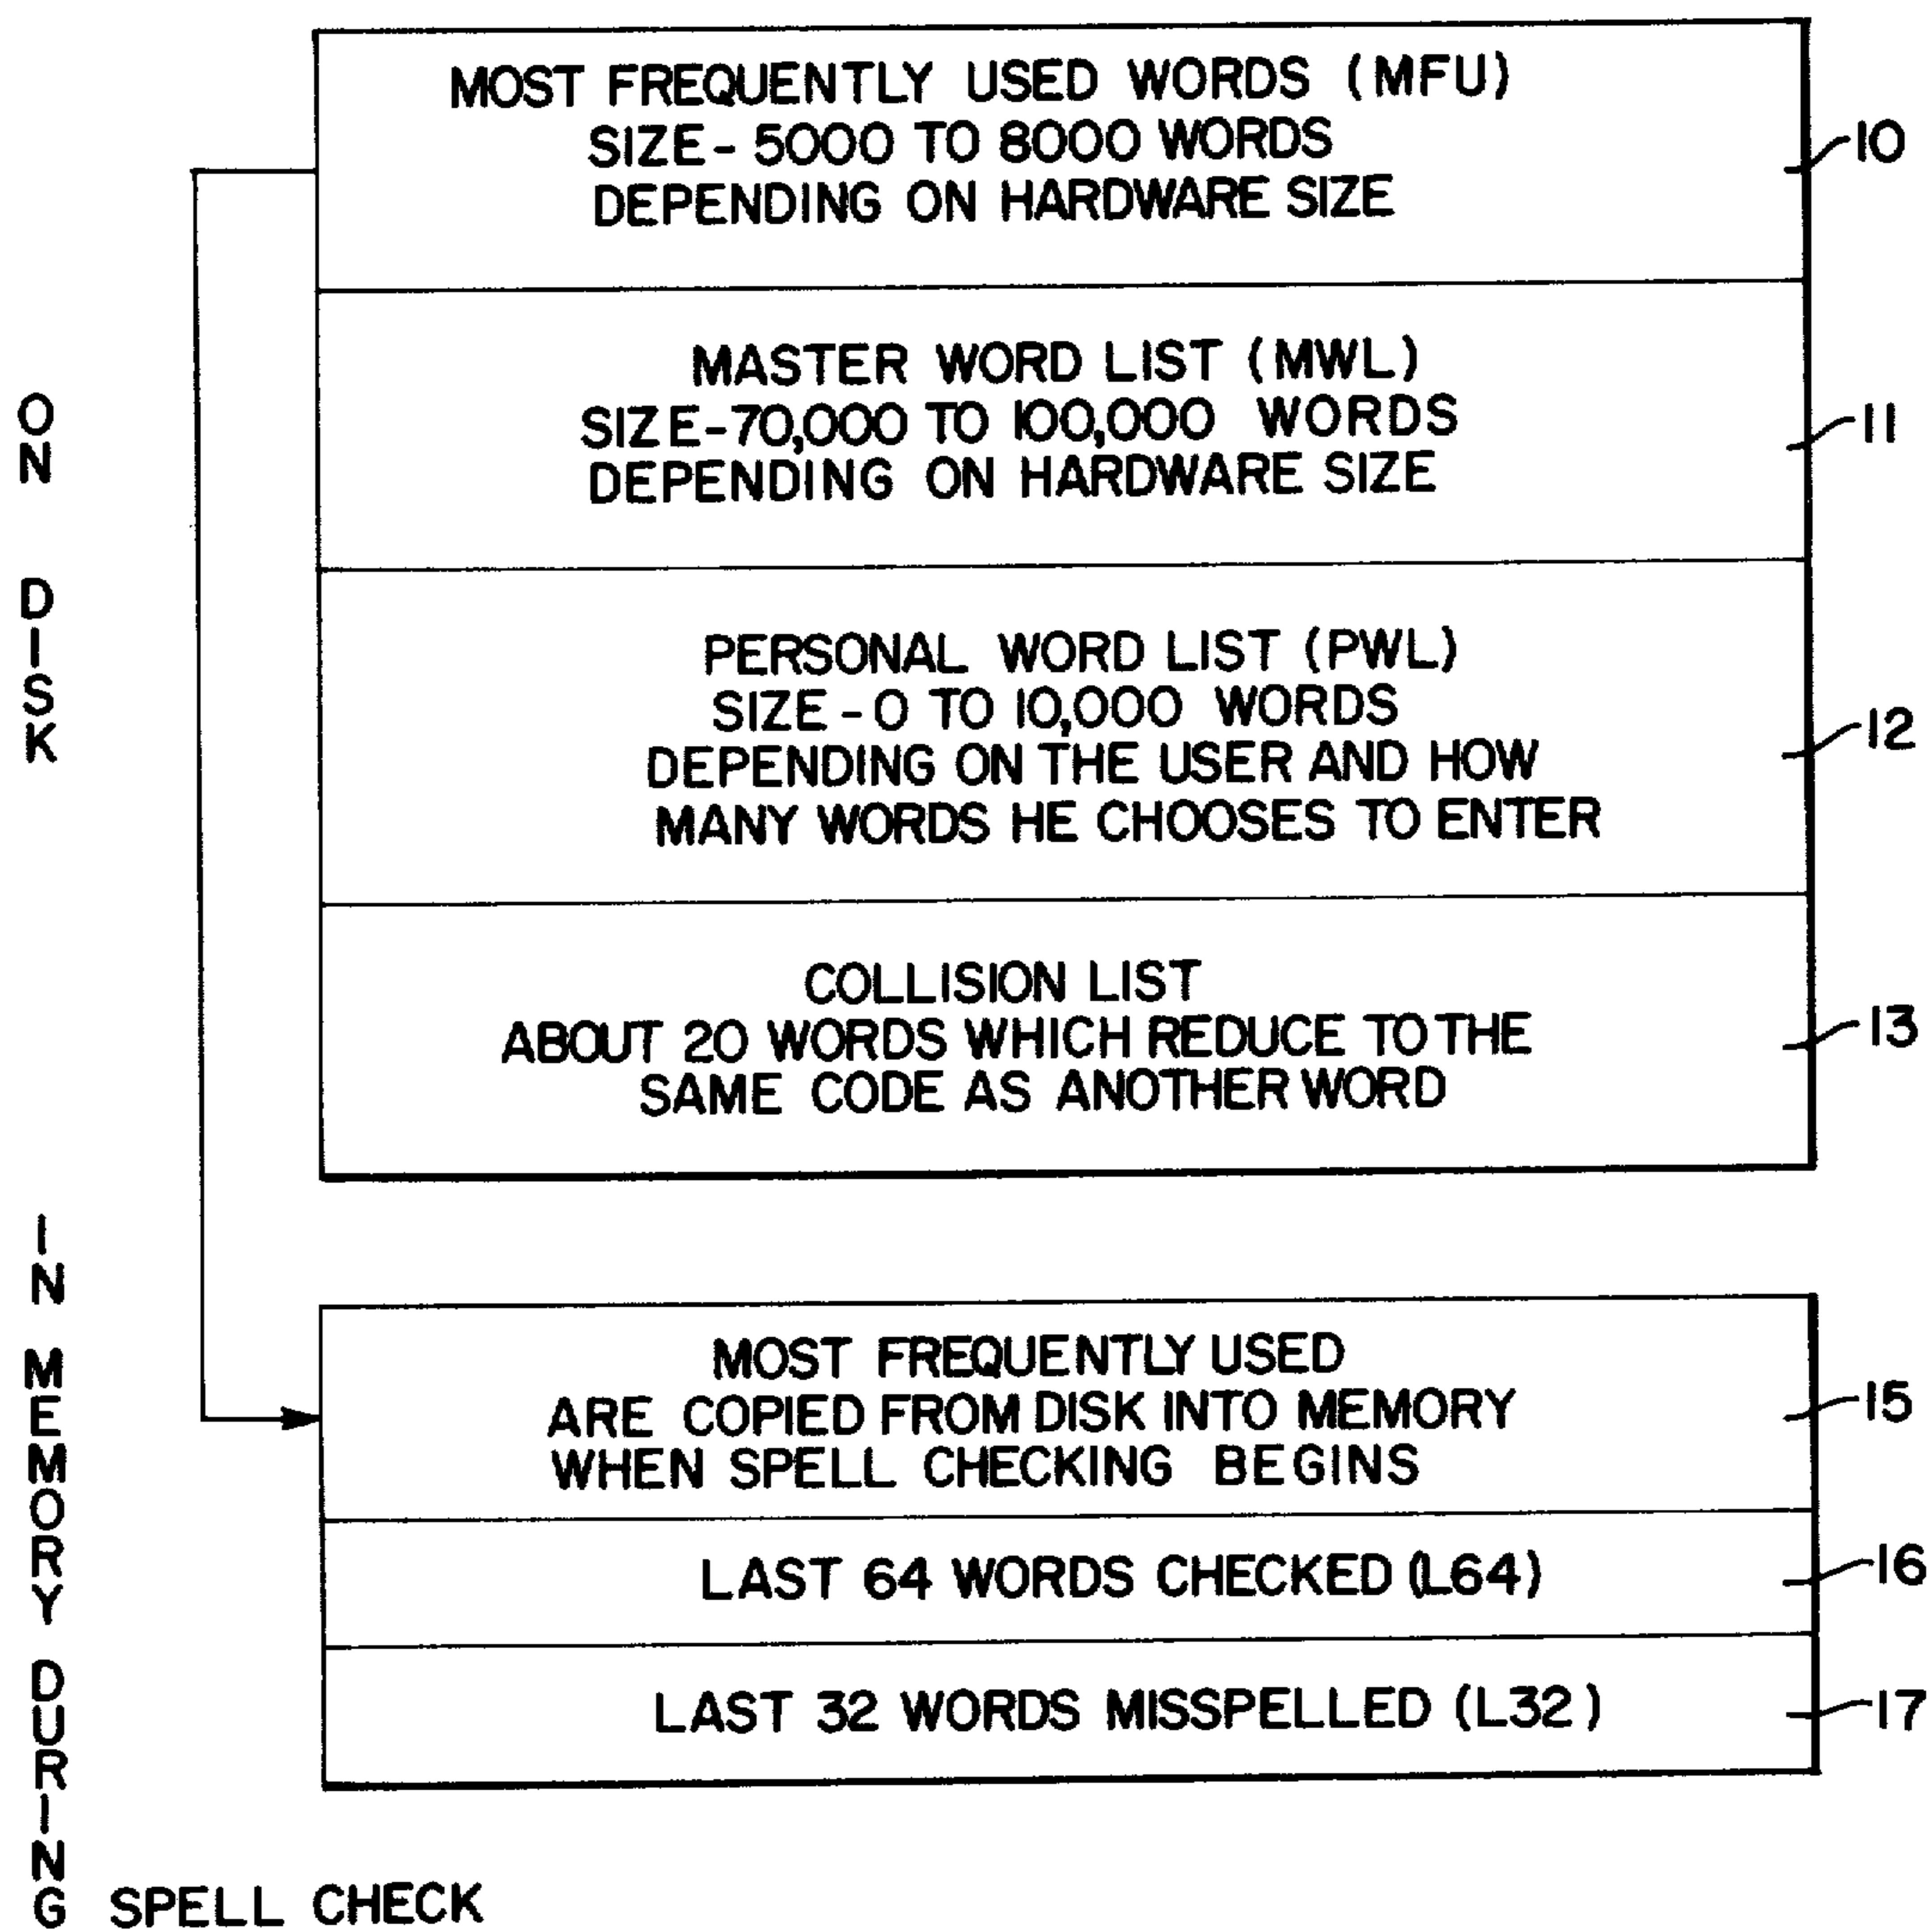 MOST FREQUENTLY USED WORDS (MFU)
SIZE - 5000 TO 8000 WORDS
DEPENDING ON HARDWARE SIZE
10
MASTER WORD LIST (MWL)
SIZE-70,000 TO 100,000 WORDS
DEPENDING ON HARDWARE SIZE
11
ON DISK
PERSONAL WORD LIST (PWL)
SIZE - 0 TO 10,000 WORDS
DEPENDING ON THE USER AND HOW
MANY WORDS HE CHOOSES TO ENTER
12
COLLISION LIST
ABOUT 20 WORDS WHICH REDUCE TO THE
SAME CODE AS ANOTHER WORD
13
MOST FREQUENTLY USED
ARE COPIED FROM DISK INTO MEMORY
WHEN SPELL CHECKING BEGINS
15
LAST 64 WORDS CHECKED (L64)
16
LAST 32 WORDS MISSPELLED (L32)
17
IN MEMORY DURING SPELL CHECK